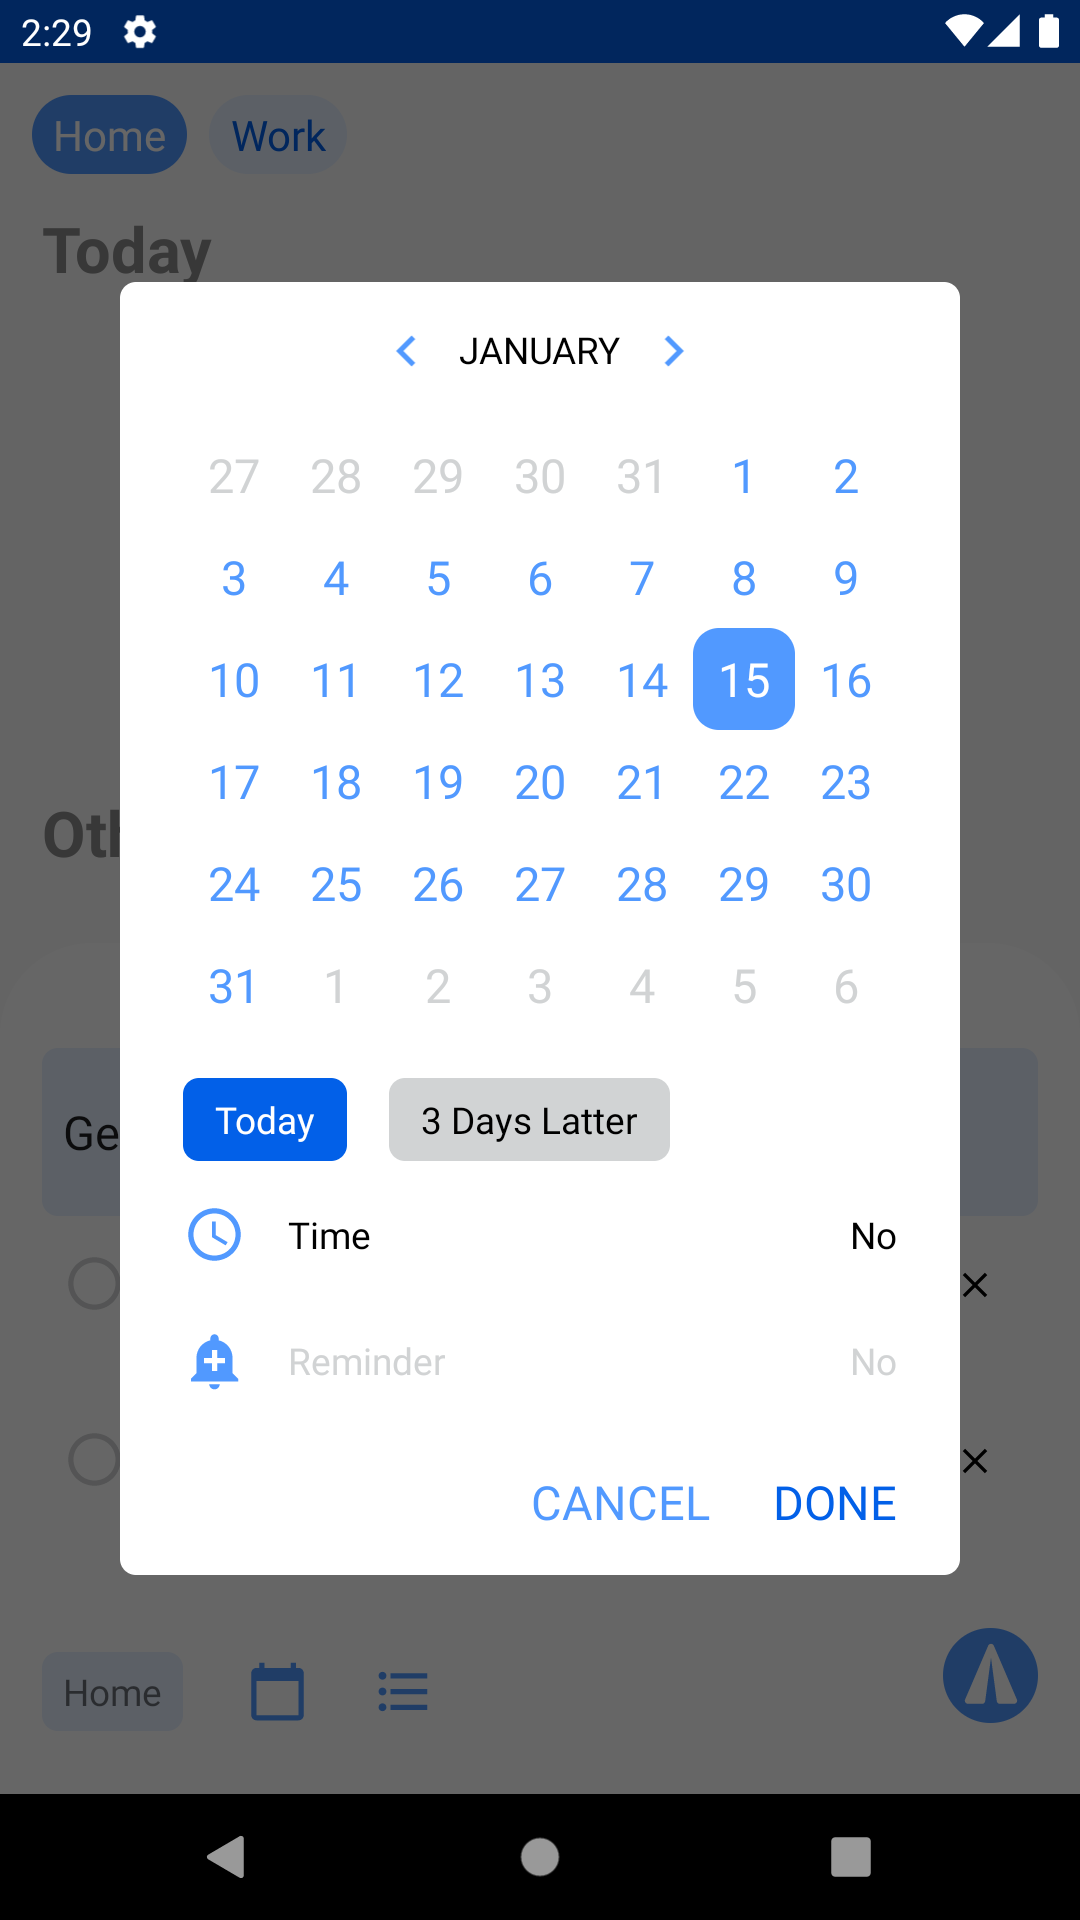 2:29
Home Work
Today
JANUARY
27 28 29 30 31 1 2
3 4 5 6 7 8 9
10 11 12 13 14 15 16
17 18 19 20 21 22 23
24 25 26 27 28 29 30
31 1 2 3 4 5 6
Today 3 Days Latter
Time No
Reminder No
CANCEL DONE
Home